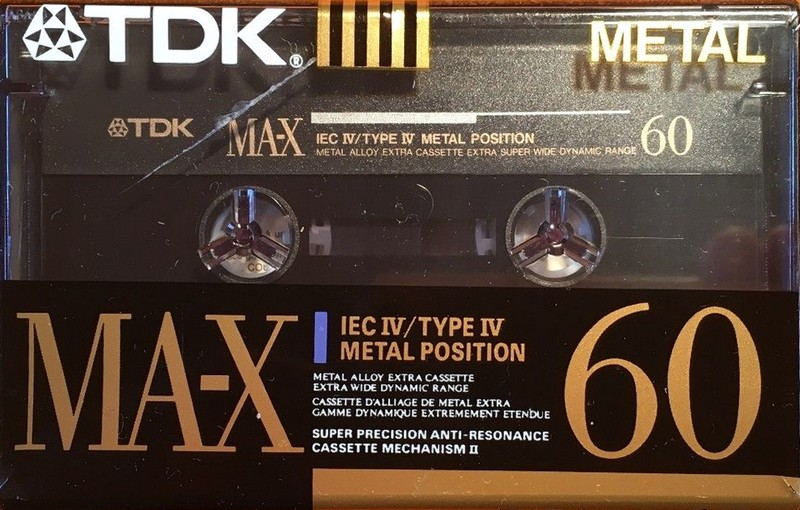 TDK®
METAL
TDK
MA-X
IEC IV/TYPE IV METAL POSITION
METAL ALLOY EXTRA CASSETTE EXTRA SUPER WIDE DYNAMIC RANGE
60
MA-X
IEC IV/TYPE IV
METAL POSITION
METAL ALLOY EXTRA CASSETTE
EXTRA WIDE DYNAMIC RANGE
CASSETTE D'ALLIAGE DE METAL EXTRA
GAMME DYNAMIQUE EXTREMEMENT ETENDUE
SUPER PRECISION ANTI-RESONANCE
CASSETTE MECHANISM II
60